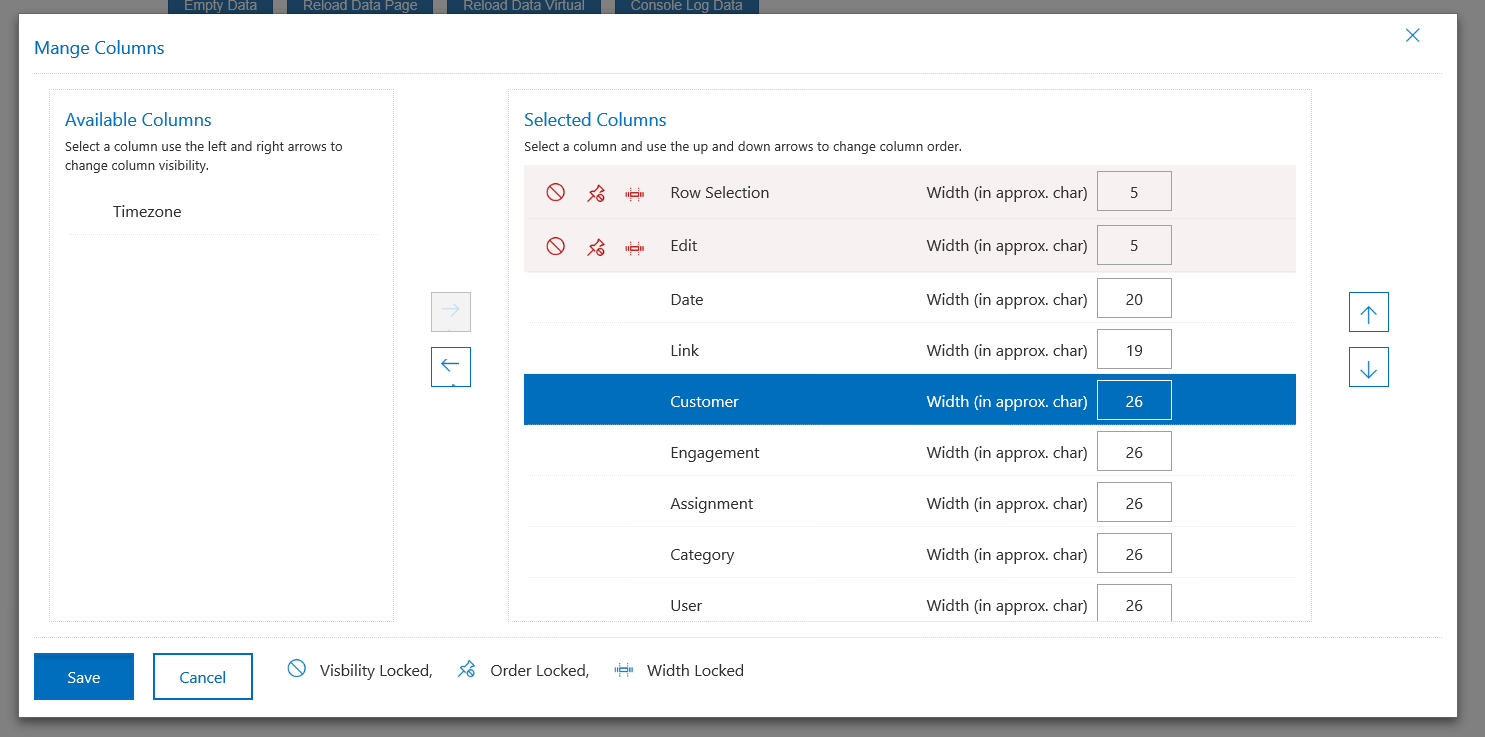 Empty Data Reload Data Page Reload Data Virtual Console Log Data
Mange Columns
Available Columns
Select a column use the left and right arrows to
change column visibility.
Timezone
Selected Columns
Select a column and use the up and down arrows to change column order.
Row Selection Width (in approx. char) 5
Edit Width (in approx. char) 5
Date Width (in approx. char) 20
Link Width (in approx. char) 19
Customer Width (in approx. char) 26
Engagement Width (in approx. char) 26
Assignment Width (in approx. char) 26
Category Width (in approx. char) 26
User Width (in approx. char) 26
Save Cancel Visbility Locked, Order Locked, Width Locked